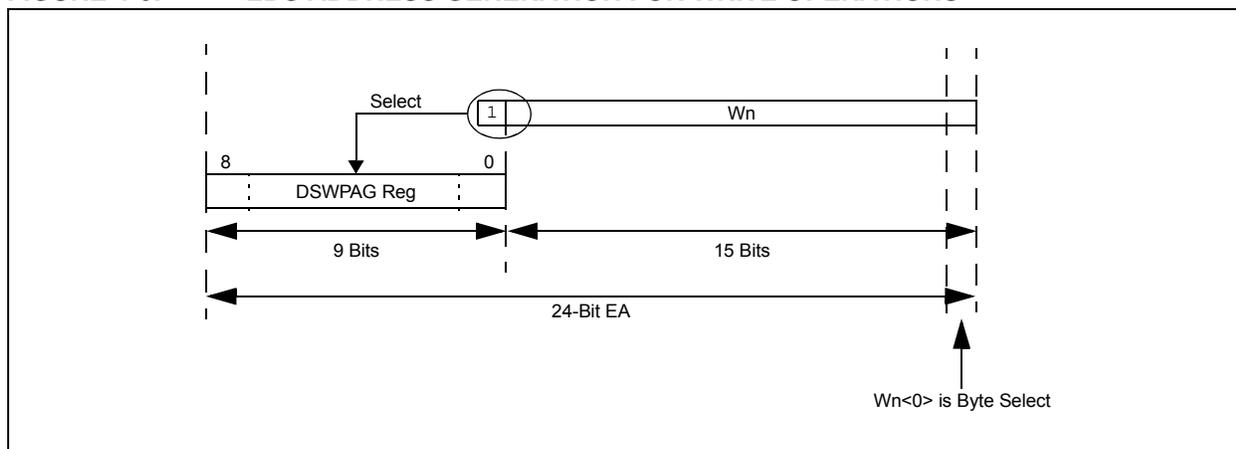 Select
1
Wn
8
0
DSWPAG Reg
9 Bits
15 Bits
24-Bit EA
Wn<0> is Byte Select